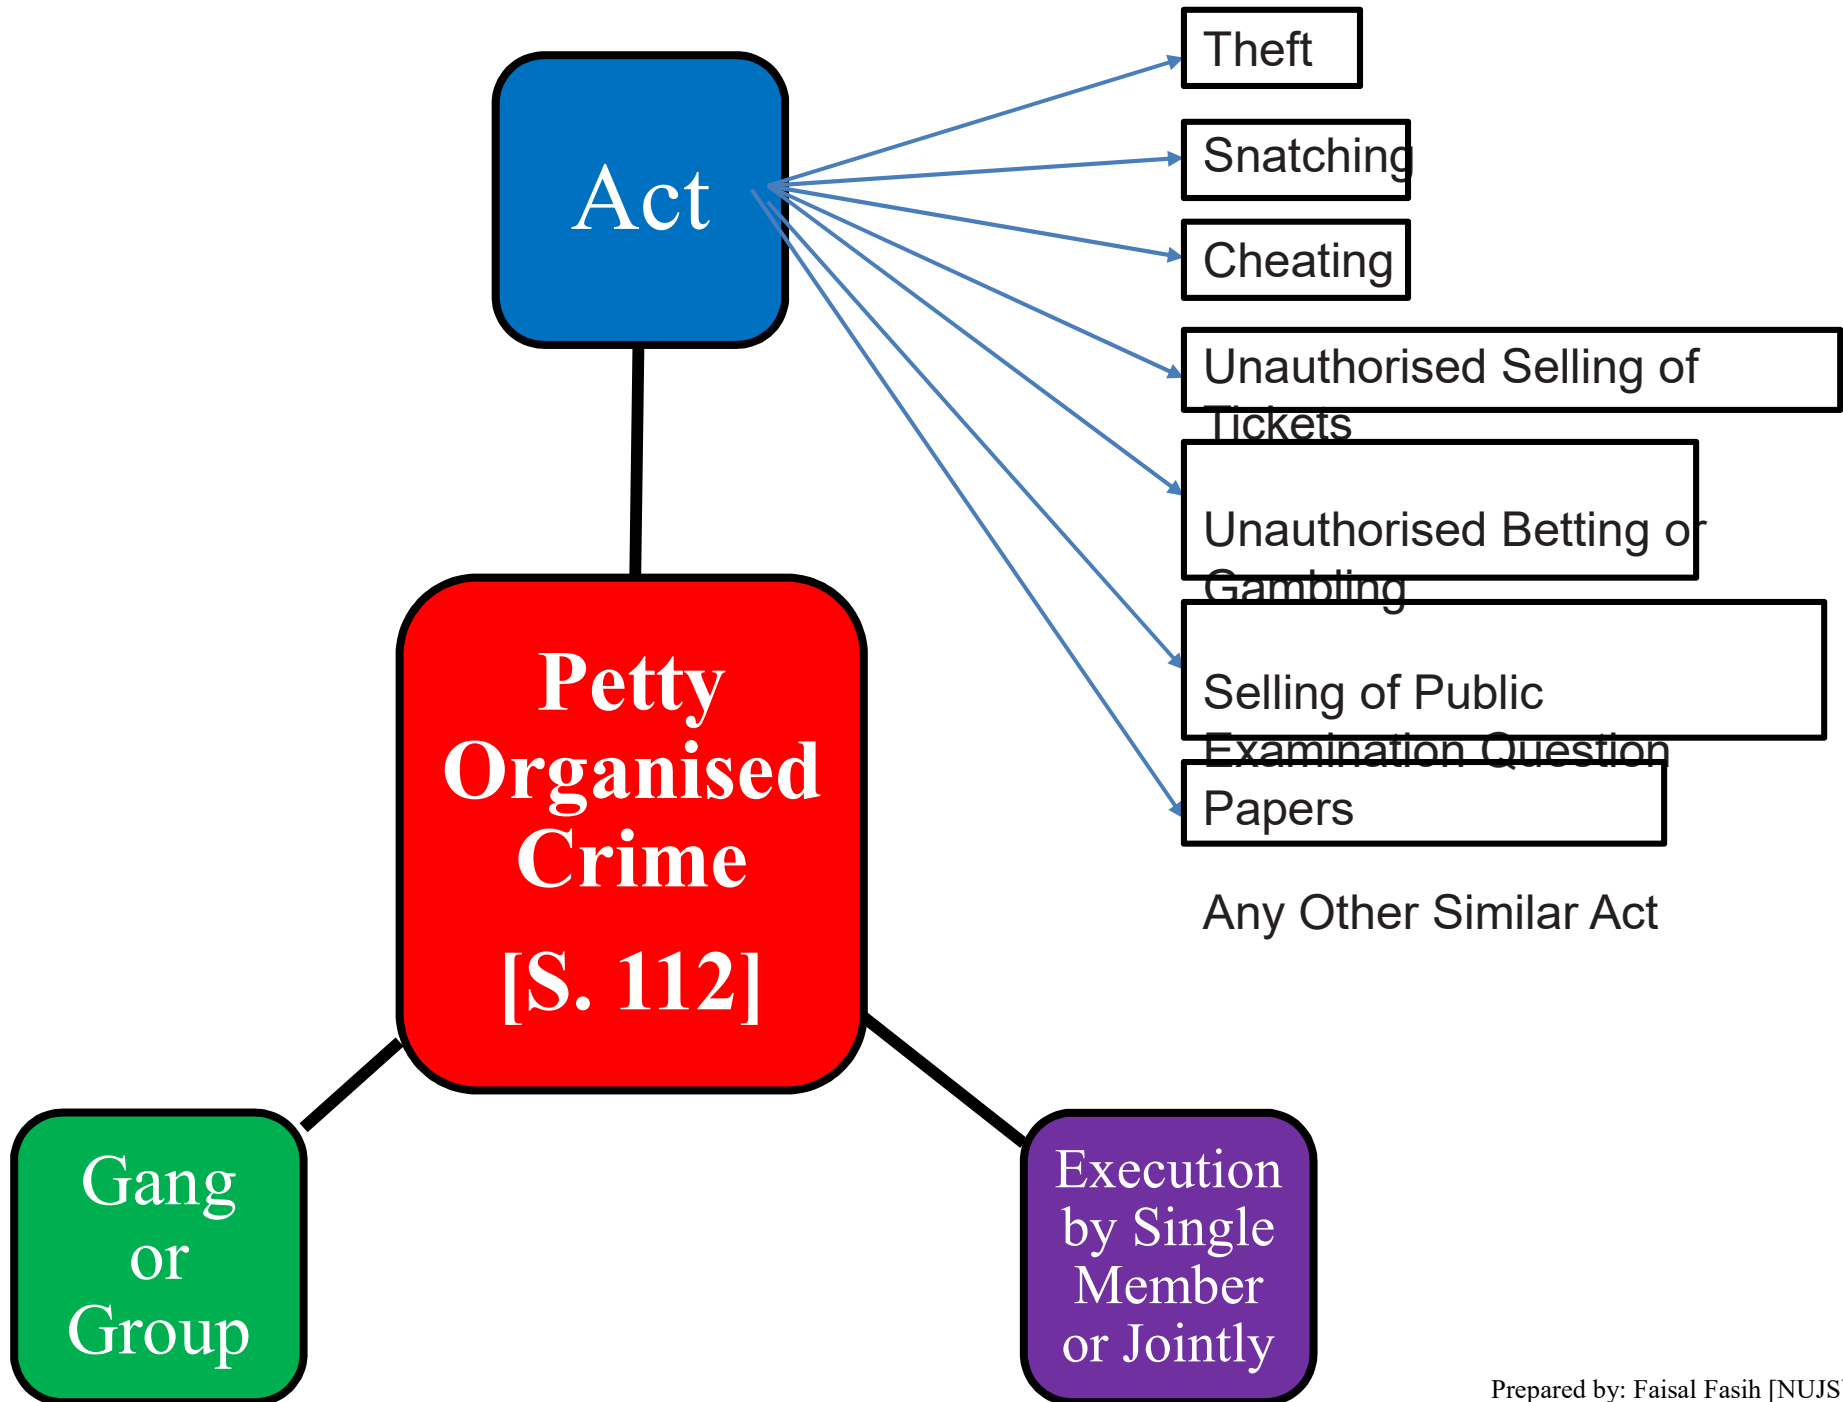 Act
Theft
Snatching
Cheating
Unauthorised Selling of
Tickets
Unauthorised Betting or
Gambling
Selling of Public
Examination Question
Papers
Any Other Similar Act
Petty
Organised
Crime
[S. 112]
Gang
or
Group
Execution
by Single
Member
or Jointly
Prepared by: Faisal Fasih [NUJS